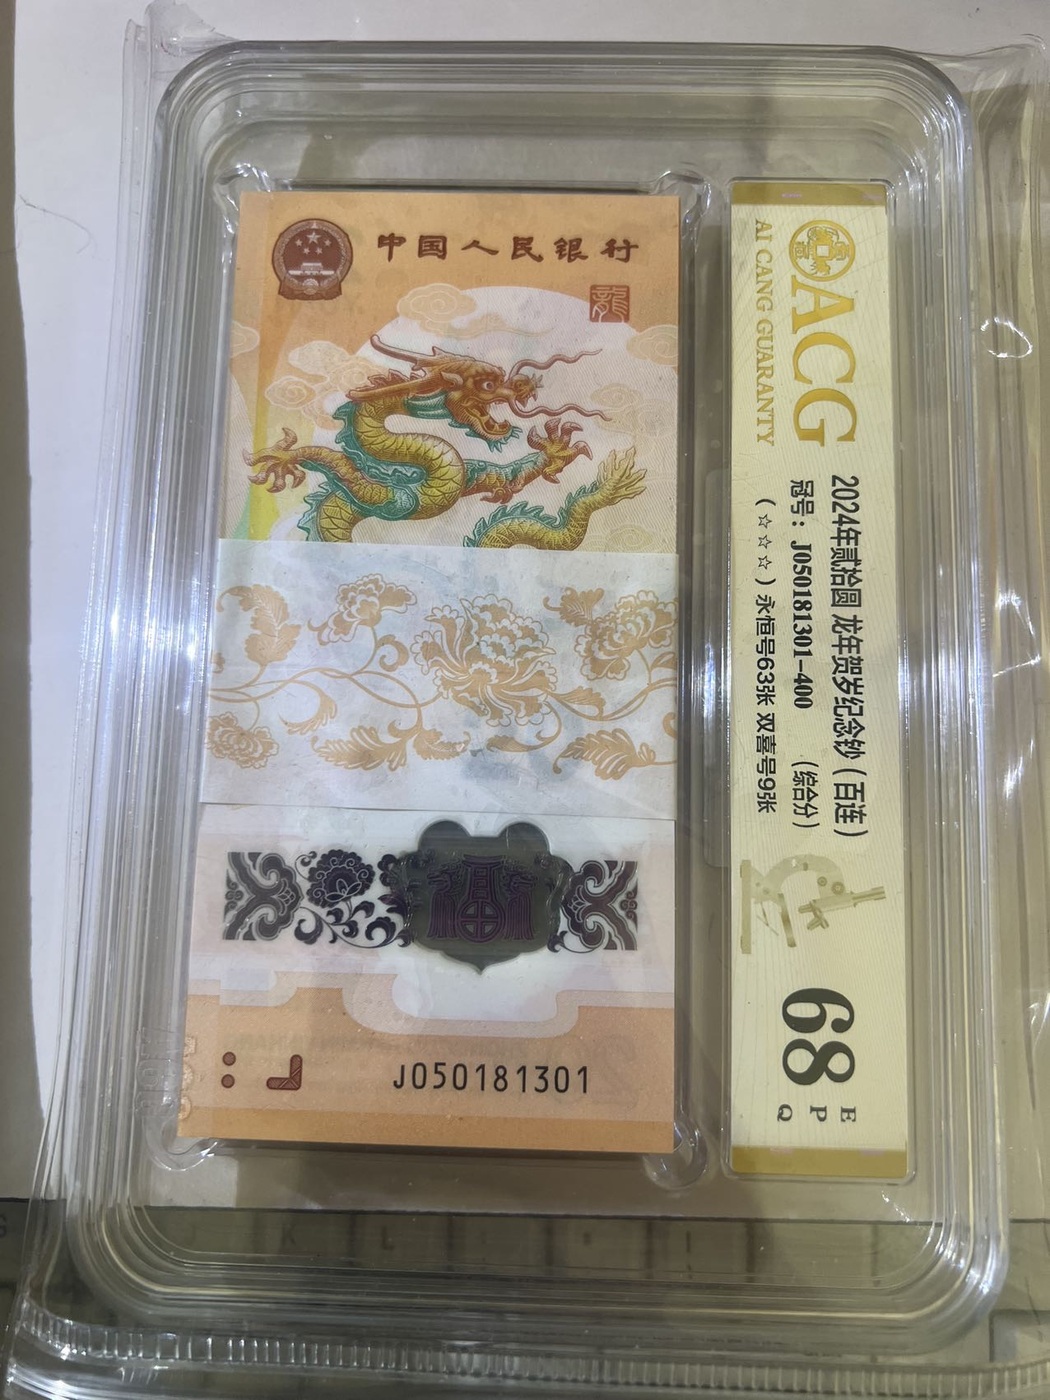 中国人民银行
龙
J050181301
ACG
AI CANG GUARANTY
2024年贰拾圆 龙年贺岁纪念钞(百连)
冠号:J050181301-400 (综合分)
(☆☆☆)永恒号63张 双喜号9张
68
E
P
Q
K L